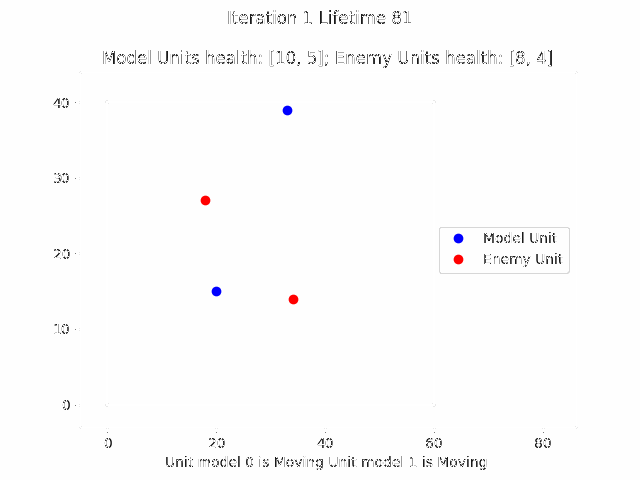 Iteration 1 Lifetime 81
Model Units health: [10, 5]; Enemy Units health: [8, 4]
40
30
20
10
0
Model Unit
Enemy Unit
0 20 40 60 80
Unit model 0 is Moving Unit model 1 is Moving